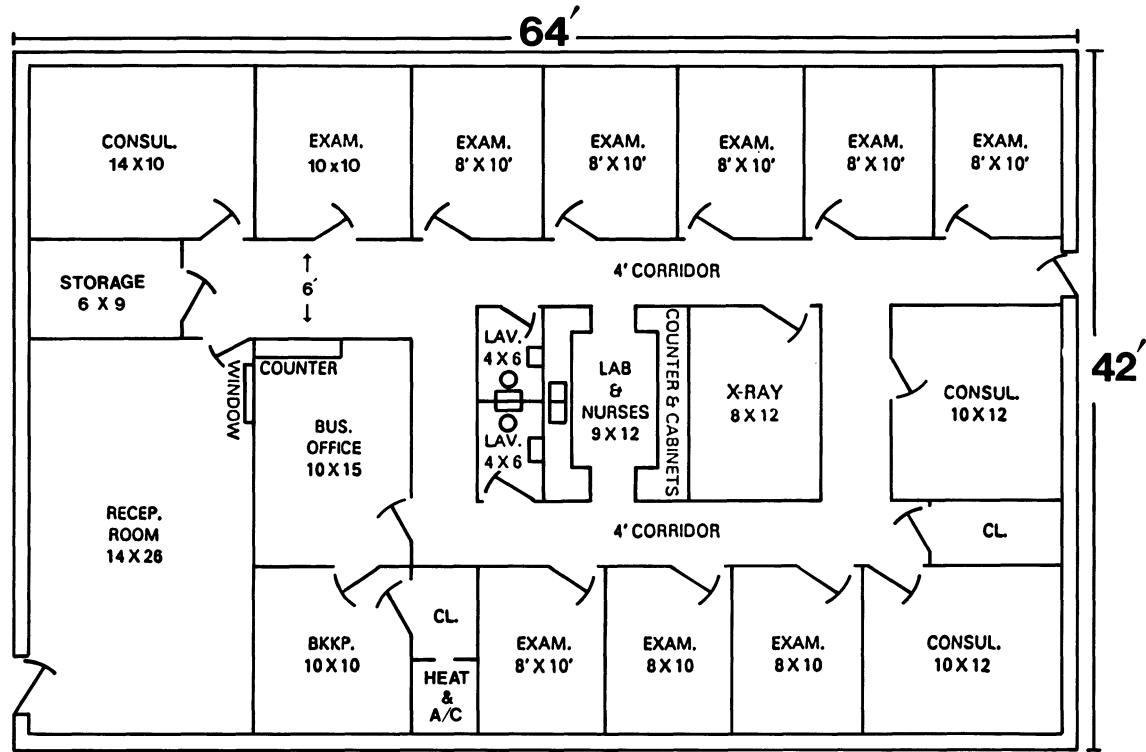 64′
CONSUL.
14 X 10
EXAM.
10 x 10
EXAM.
8' X 10'
EXAM.
8' X 10'
EXAM.
8' X 10'
EXAM.
8' X 10'
EXAM.
8' X 10'
STORAGE
6 X 9
6′
4' CORRIDOR
42′
WINDOW
COUNTER
LAV.
4 X 6
LAV.
4 X 6
LAB
&
NURSES
9 X 12
COUNTER & CABINETS
X-RAY
8 X 12
CONSUL.
10 X 12
BUS.
OFFICE
10 X 15
RECEP.
ROOM
14 X 26
4' CORRIDOR
CL.
BKKP.
10 X 10
CL.
HEAT
&
A/C
EXAM.
8' X 10'
EXAM.
8 X 10
EXAM.
8 X 10
CONSUL.
10 X 12